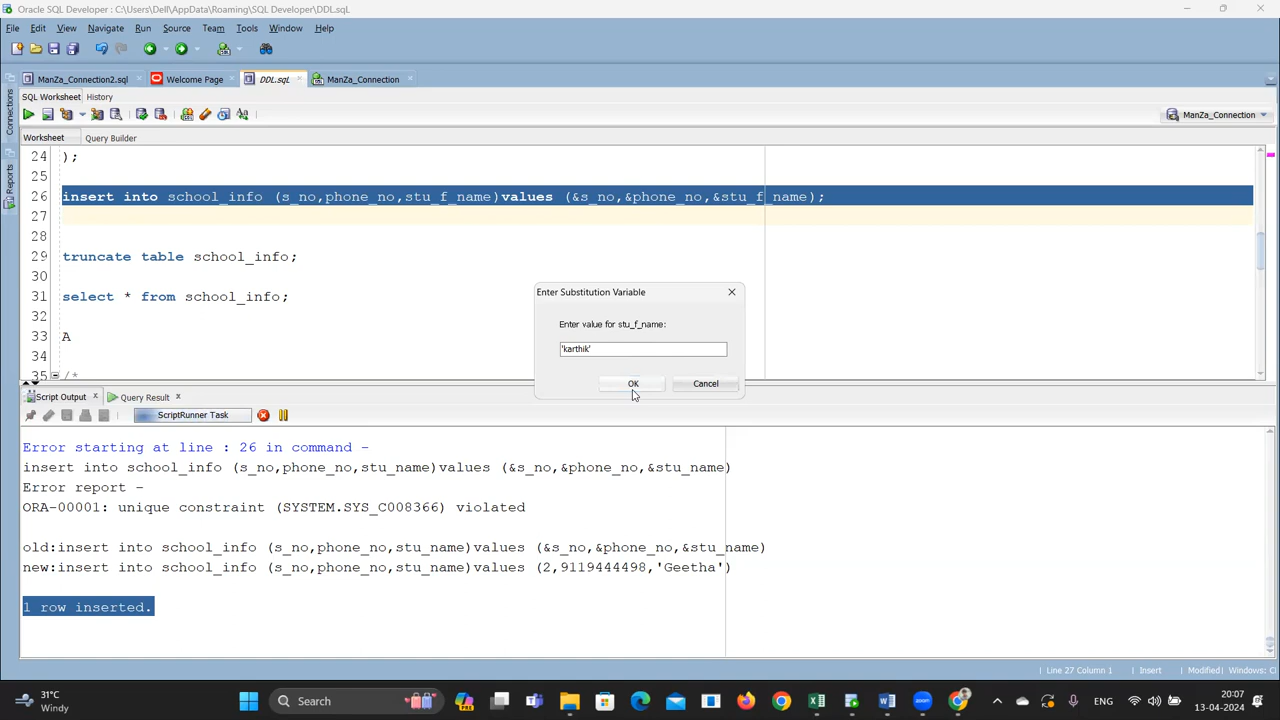 Oracle SQL Developer : C:\Users\Dell\AppData\Roaming\SQL Developer\DDL.sql
File Edit View Navigate Run Source Team Tools Window Help
ManZa_Connection2.sql Welcome Page DDL.sql ManZa_Connection
SQL Worksheet History
ManZa_Connection
Worksheet Query Builder
Connections
Reports
24 );
25
26 insert into school_info (s_no,phone_no,stu_f_name)values (&s_no,&phone_no,&stu_f_name);
27
28
29 truncate table school_info;
30
31 select * from school_info;
32
33 A
34
35 /*
Enter Substitution Variable
Enter value for stu_f_name:
'karthik'
OK Cancel
Script Output Query Result
ScriptRunner Task
Error starting at line : 26 in command -
insert into school_info (s_no,phone_no,stu_name)values (&s_no,&phone_no,&stu_name)
Error report -
ORA-00001: unique constraint (SYSTEM.SYS_C008366) violated
old:insert into school_info (s_no,phone_no,stu_name)values (&s_no,&phone_no,&stu_name)
new:insert into school_info (s_no,phone_no,stu_name)values (2,9119444498,'Geetha')
1 row inserted.
Line 27 Column 1 Insert Modified Windows: C
31°C
Windy
Search
ENG
20:07
13-04-2024